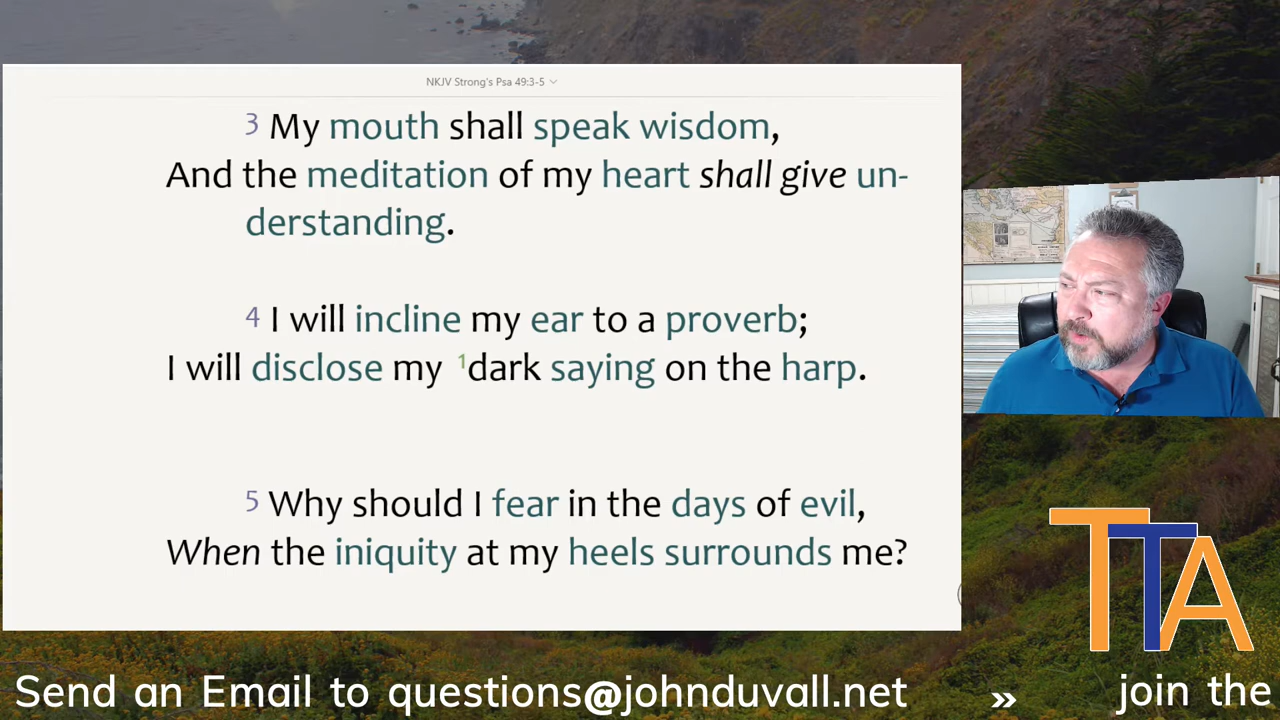 NKJV Strong's Psa 49:3-5
3 My mouth shall speak wisdom,
And the meditation of my heart shall give un-
derstanding.
4 I will incline my ear to a proverb;
I will disclose my 1dark saying on the harp.
5 Why should I fear in the days of evil,
When the iniquity at my heels surrounds me?
TTA
Send an Email to questions@johnduvall.net » join the